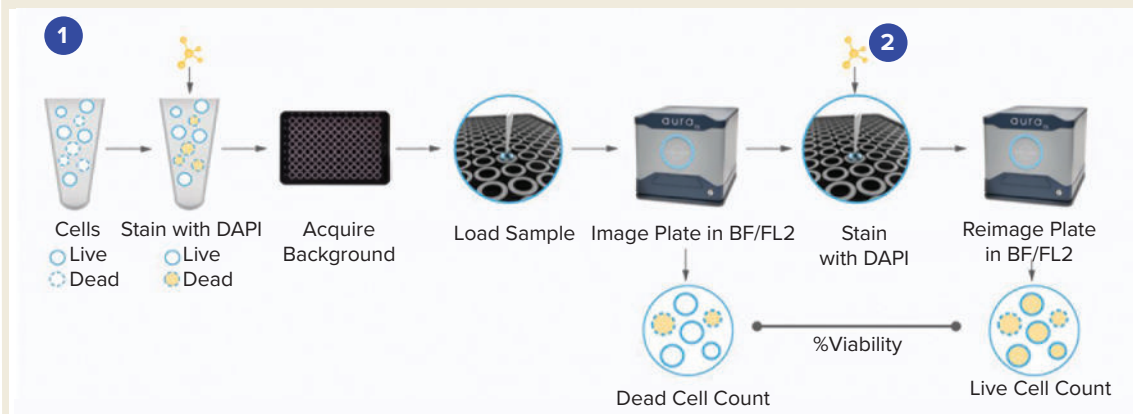 1
2
aura
aura
Cells
Live
Dead
Stain with DAPI
Live
Dead
Acquire
Background
Load Sample
Image Plate in BF/FL2
Stain
with DAPI
Reimage Plate
in BF/FL2
%Viability
Dead Cell Count
Live Cell Count